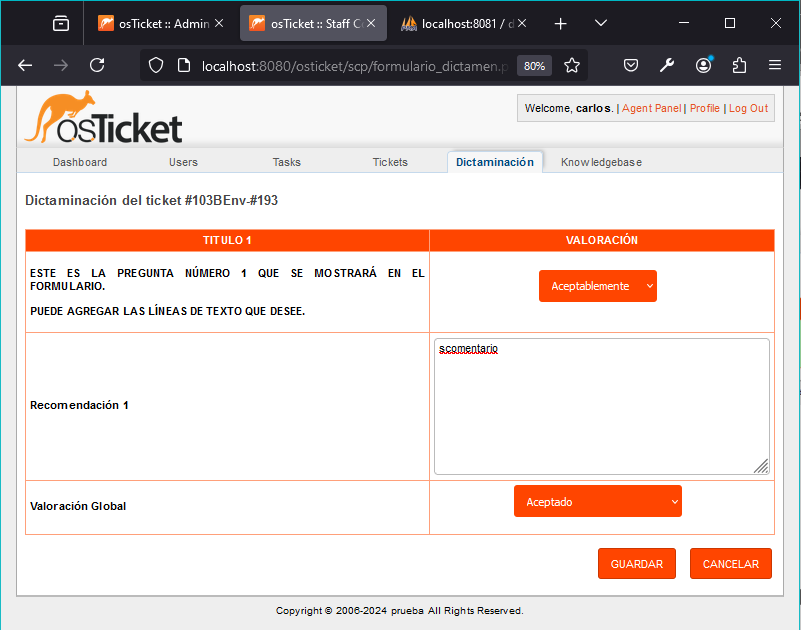 osTicket :: Admin
osTicket :: Staff C
localhost:8081 / d
localhost:8080/osticket/scp/formulario_dictamen.p
80%
osTicket
Welcome, carlos. | Agent Panel | Profile | Log Out
Dashboard
Users
Tasks
Tickets
Dictaminación
Knowledgebase
Dictaminación del ticket #103BEnv-#193
TITULO 1
VALORACIÓN
ESTE ES LA PREGUNTA NÚMERO 1 QUE SE MOSTRARÁ EN EL
FORMULARIO.
PUEDE AGREGAR LAS LÍNEAS DE TEXTO QUE DESEE.
Aceptablemente
Recomendación 1
scomentario
Valoración Global
Aceptado
GUARDAR
CANCELAR
Copyright © 2006-2024 prueba All Rights Reserved.